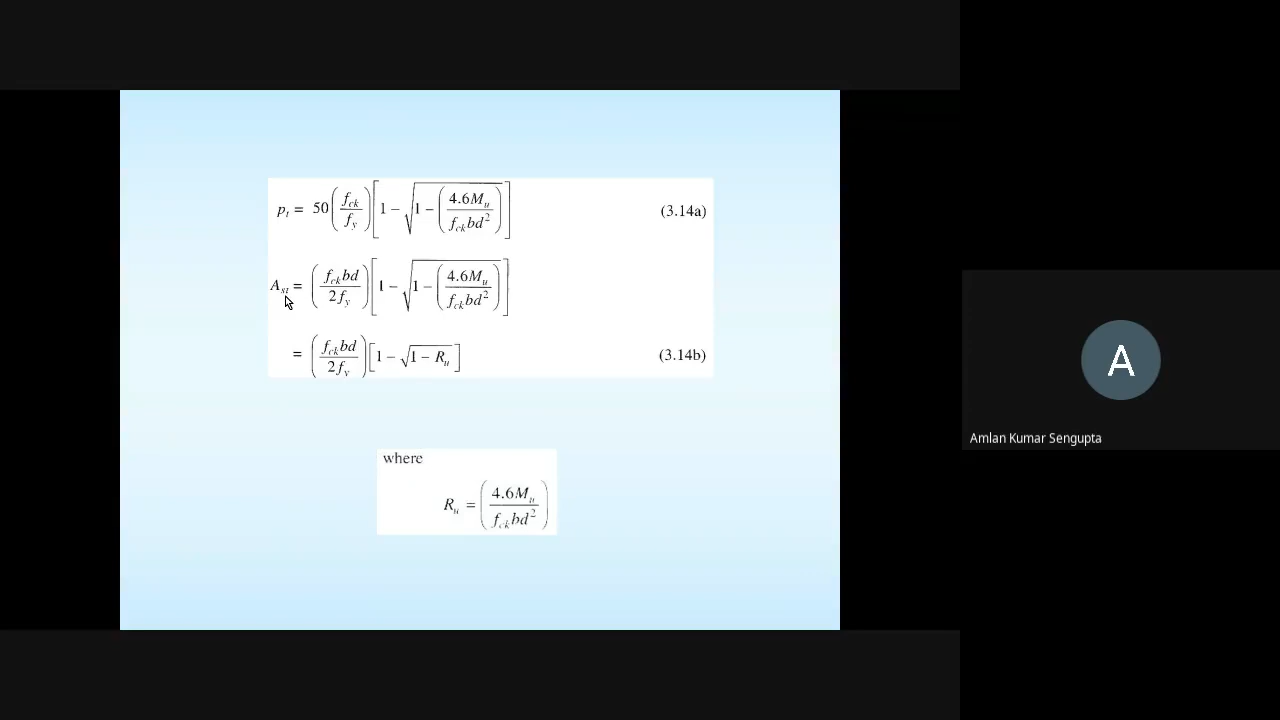 p_t = 50 (f_ck / f_y) [1 − √(1 − (4.6M_u / f_ck bd²))] (3.14a)
A_st = (f_ck bd / 2f_y) [1 − √(1 − (4.6M_u / f_ck bd²))]
= (f_ck bd / 2f_y) [1 − √(1 − R_u)] (3.14b)
where
R_u = (4.6M_u / f_ck bd²)
A
Amlan Kumar Sengupta